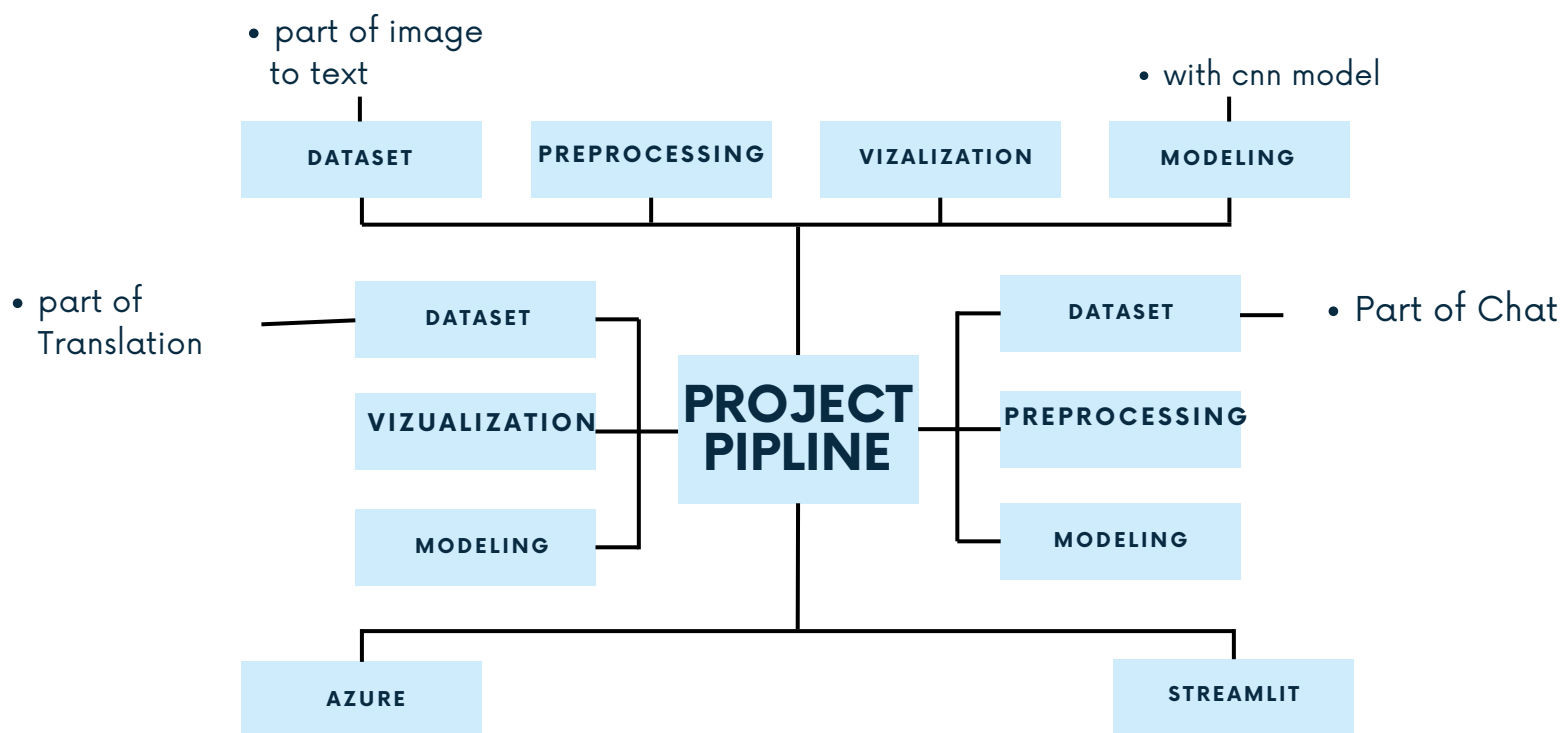 • part of image
to text
• with cnn model
DATASET
PREPROCESSING
VIZALIZATION
MODELING
• part of
Translation
DATASET
VIZUALIZATION
MODELING
PROJECT
PIPLINE
DATASET
• Part of Chat
PREPROCESSING
MODELING
AZURE
STREAMLIT